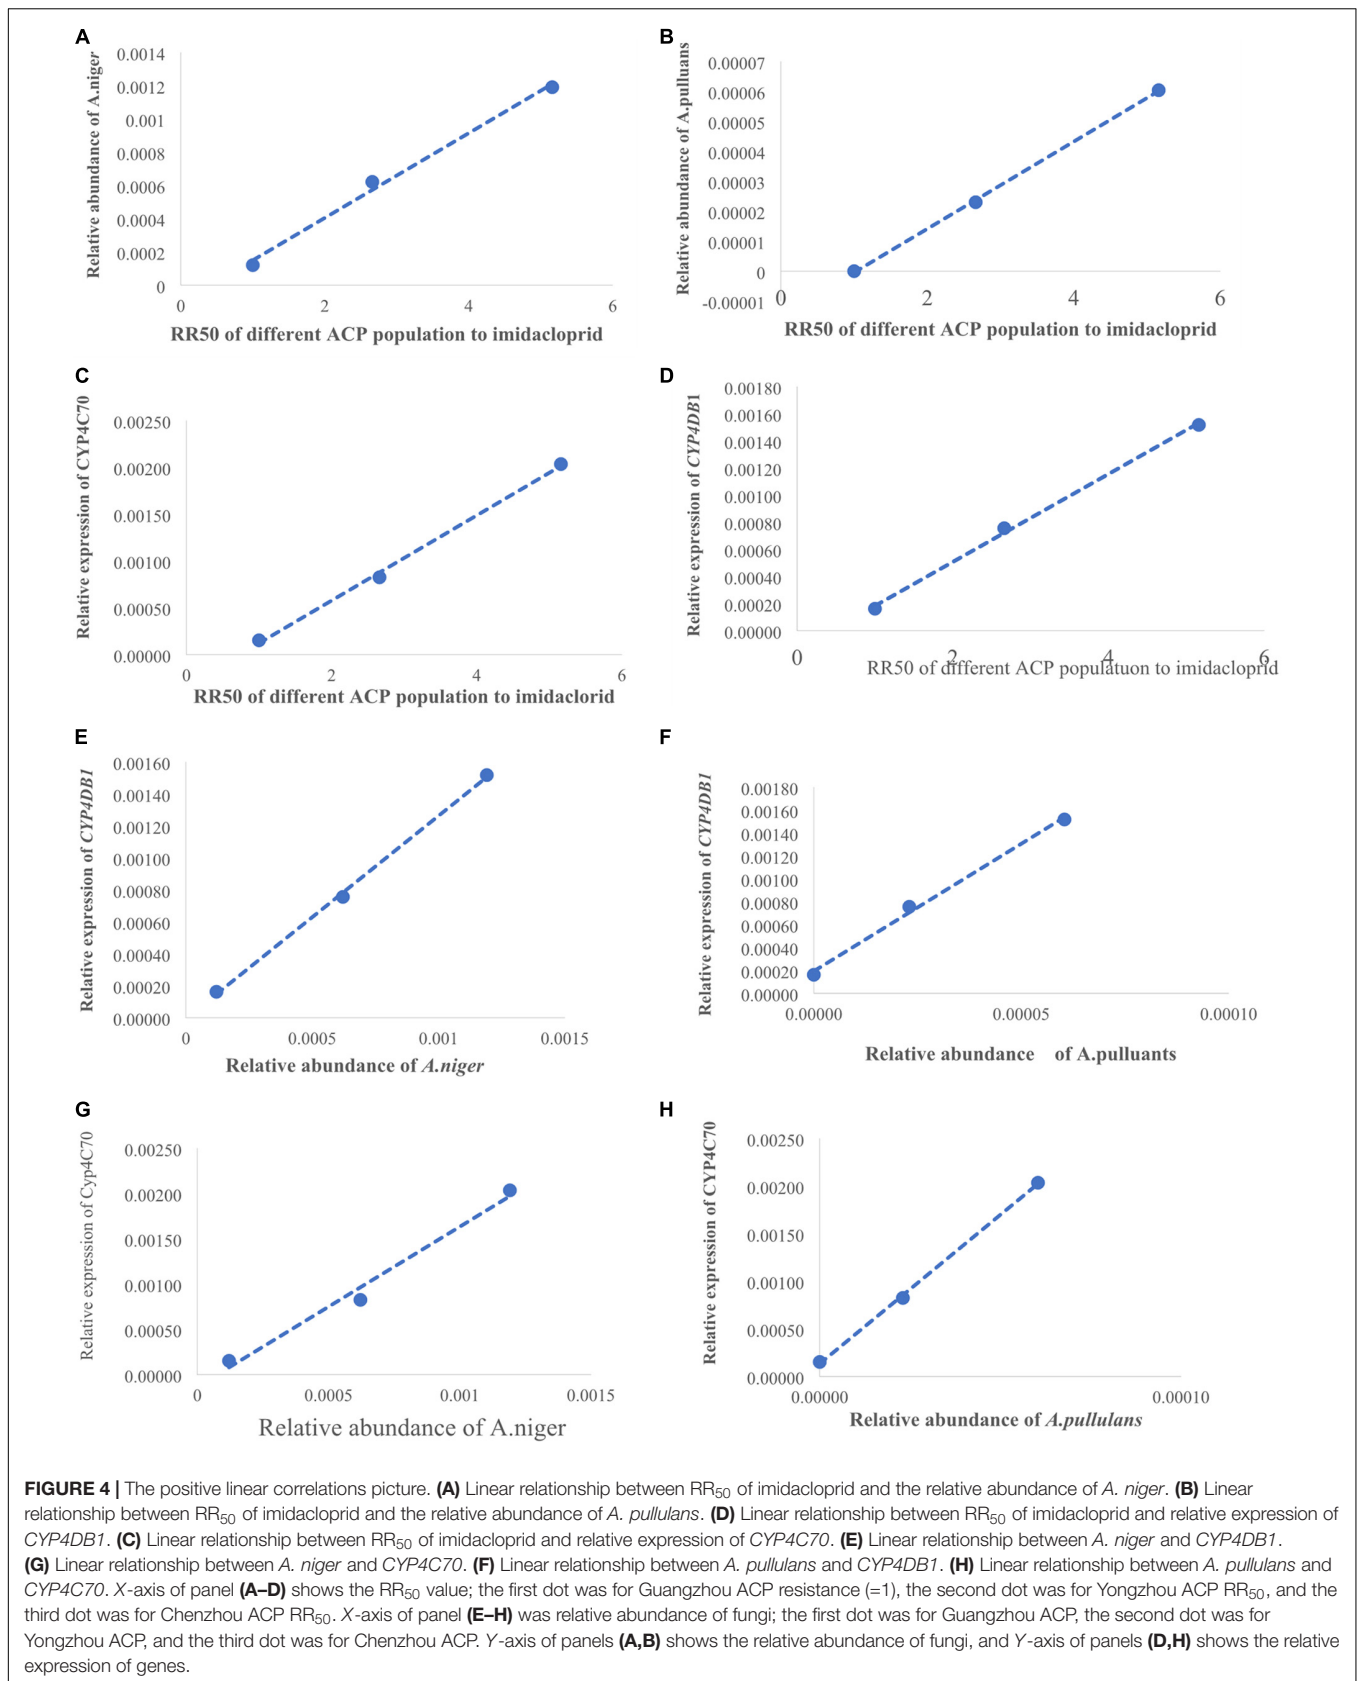 A
Relative abundance of A.niger
0.0014
0.0012
0.001
0.0008
0.0006
0.0004
0.0002
0
0 2 4 6
RR50 of different ACP population to imidacloprid
B
Relative abundance of A.pulluans
0.00007
0.00006
0.00005
0.00004
0.00003
0.00002
0.00001
0
-0.00001
0 2 4 6
RR50 of different ACP population to imidacloprid
C
Relative expression of CYP4C70
0.00250
0.00200
0.00150
0.00100
0.00050
0.00000
0 2 4 6
RR50 of different ACP population to imidaclorid
D
Relative expression of CYP4DB1
0.00180
0.00160
0.00140
0.00120
0.00100
0.00080
0.00060
0.00040
0.00020
0.00000
0 2 4 6
RR50 of different ACP populatuon to imidacloprid
E
Relative expression of CYP4DB1
0.00160
0.00140
0.00120
0.00100
0.00080
0.00060
0.00040
0.00020
0.00000
0 0.0005 0.001 0.0015
Relative abundance of A.niger
F
Relative expression of CYP4DB1
0.00180
0.00160
0.00140
0.00120
0.00100
0.00080
0.00060
0.00040
0.00020
0.00000
0.00000 0.00005 0.00010
Relative abundance of A.pulluants
G
Relative expression of Cyp4C70
0.00250
0.00200
0.00150
0.00100
0.00050
0.00000
0 0.0005 0.001 0.0015
Relative abundance of A.niger
H
Relative expression of CYP4C70
0.00250
0.00200
0.00150
0.00100
0.00050
0.00000
0.00000 0.00010
Relative abundance of A.pullulans
FIGURE 4 | The positive linear correlations picture. (A) Linear relationship between RR50 of imidacloprid and the relative abundance of A. niger. (B) Linear
relationship between RR50 of imidacloprid and the relative abundance of A. pullulans. (D) Linear relationship between RR50 of imidacloprid and relative expression of
CYP4DB1. (C) Linear relationship between RR50 of imidacloprid and relative expression of CYP4C70. (E) Linear relationship between A. niger and CYP4DB1.
(G) Linear relationship between A. niger and CYP4C70. (F) Linear relationship between A. pullulans and CYP4DB1. (H) Linear relationship between A. pullulans and
CYP4C70. X-axis of panel (A–D) shows the RR50 value; the first dot was for Guangzhou ACP resistance (=1), the second dot was for Yongzhou ACP RR50, and the
third dot was for Chenzhou ACP RR50. X-axis of panel (E–H) was relative abundance of fungi; the first dot was for Guangzhou ACP, the second dot was for
Yongzhou ACP, and the third dot was for Chenzhou ACP. Y-axis of panels (A,B) shows the relative abundance of fungi, and Y-axis of panels (D,H) shows the relative
expression of genes.